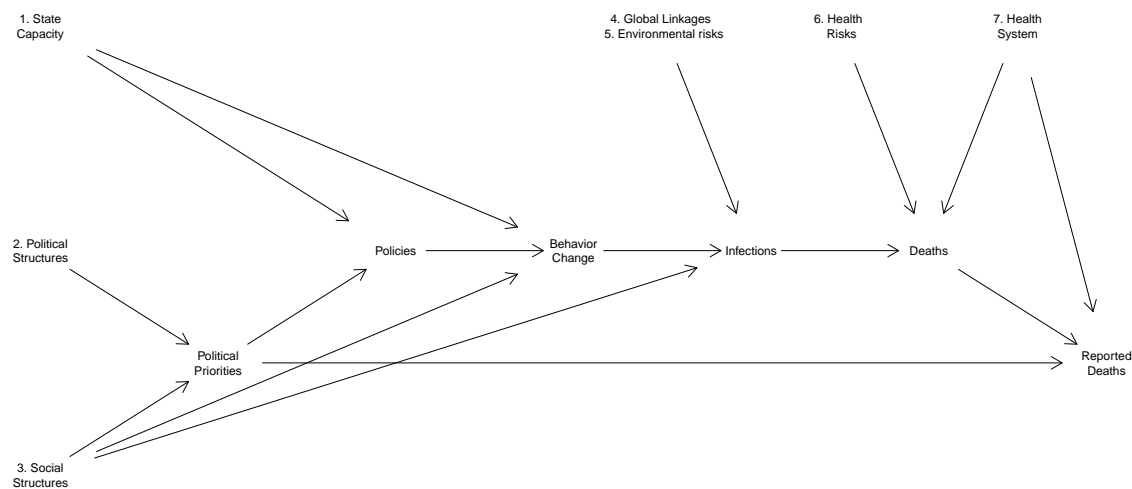 1. State
Capacity
4. Global Linkages
5. Environmental risks
6. Health
Risks
7. Health
System
2. Political
Structures
Policies
Behavior
Change
Infections
Deaths
Political
Priorities
Reported
Deaths
3. Social
Structures